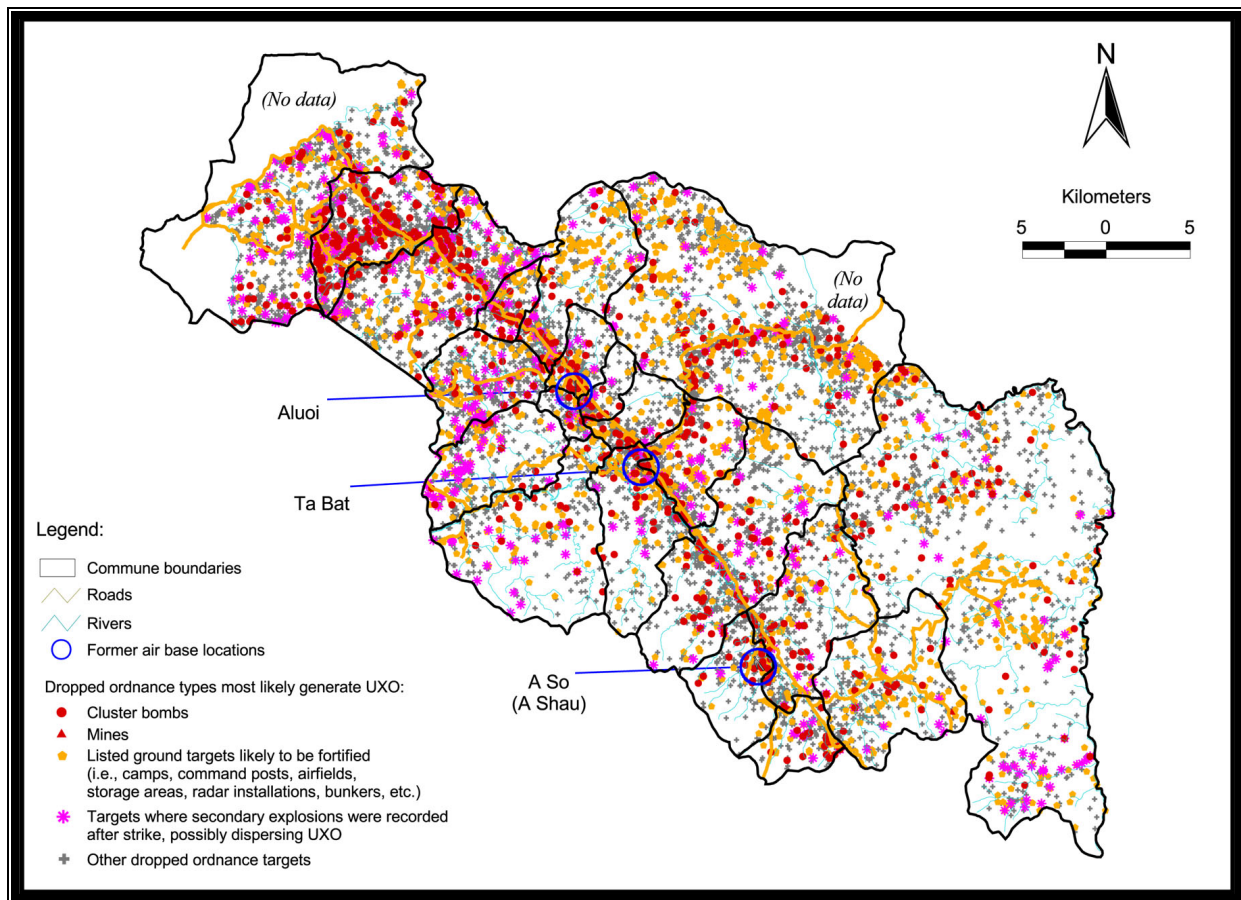 (No data)
N
Kilometers
5 0 5
(No
data)
Aluoi
Ta Bat
A So
(A Shau)
Legend:
Commune boundaries
Roads
Rivers
Former air base locations
Dropped ordnance types most likely generate UXO:
Cluster bombs
Mines
Listed ground targets likely to be fortified
(i.e., camps, command posts, airfields,
storage areas, radar installations, bunkers, etc.)
Targets where secondary explosions were recorded
after strike, possibly dispersing UXO
Other dropped ordnance targets